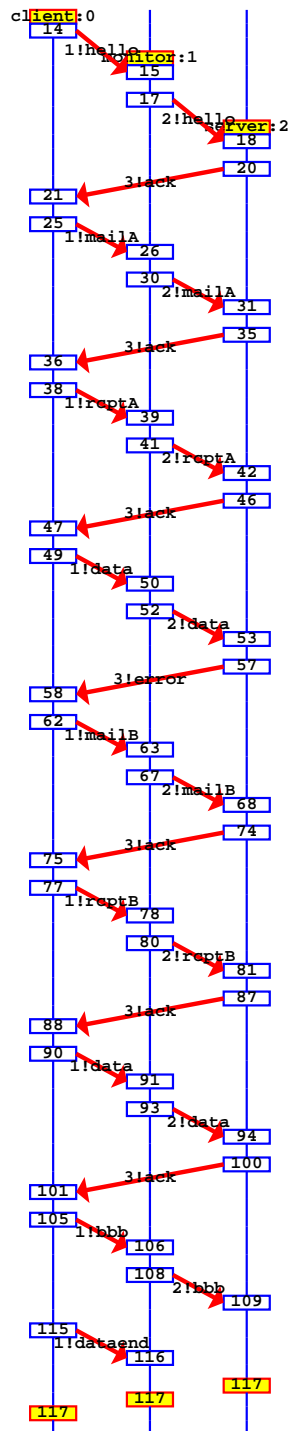 client:0
14
1!hello
monitor:1
15
17
2!hello
server:2
18
20
3!ack
21
25
1!mailA
26
30
2!mailA
31
35
3!ack
36
38
1!rcptA
39
41
2!rcptA
42
46
3!ack
47
49
1!data
50
52
2!data
53
57
3!error
58
62
1!mailB
63
67
2!mailB
68
74
3!ack
75
77
1!rcptB
78
80
2!rcptB
81
87
3!ack
88
90
1!data
91
93
2!data
94
100
3!ack
101
105
1!bbb
106
108
2!bbb
109
115
1!dataend
116
117
117
117